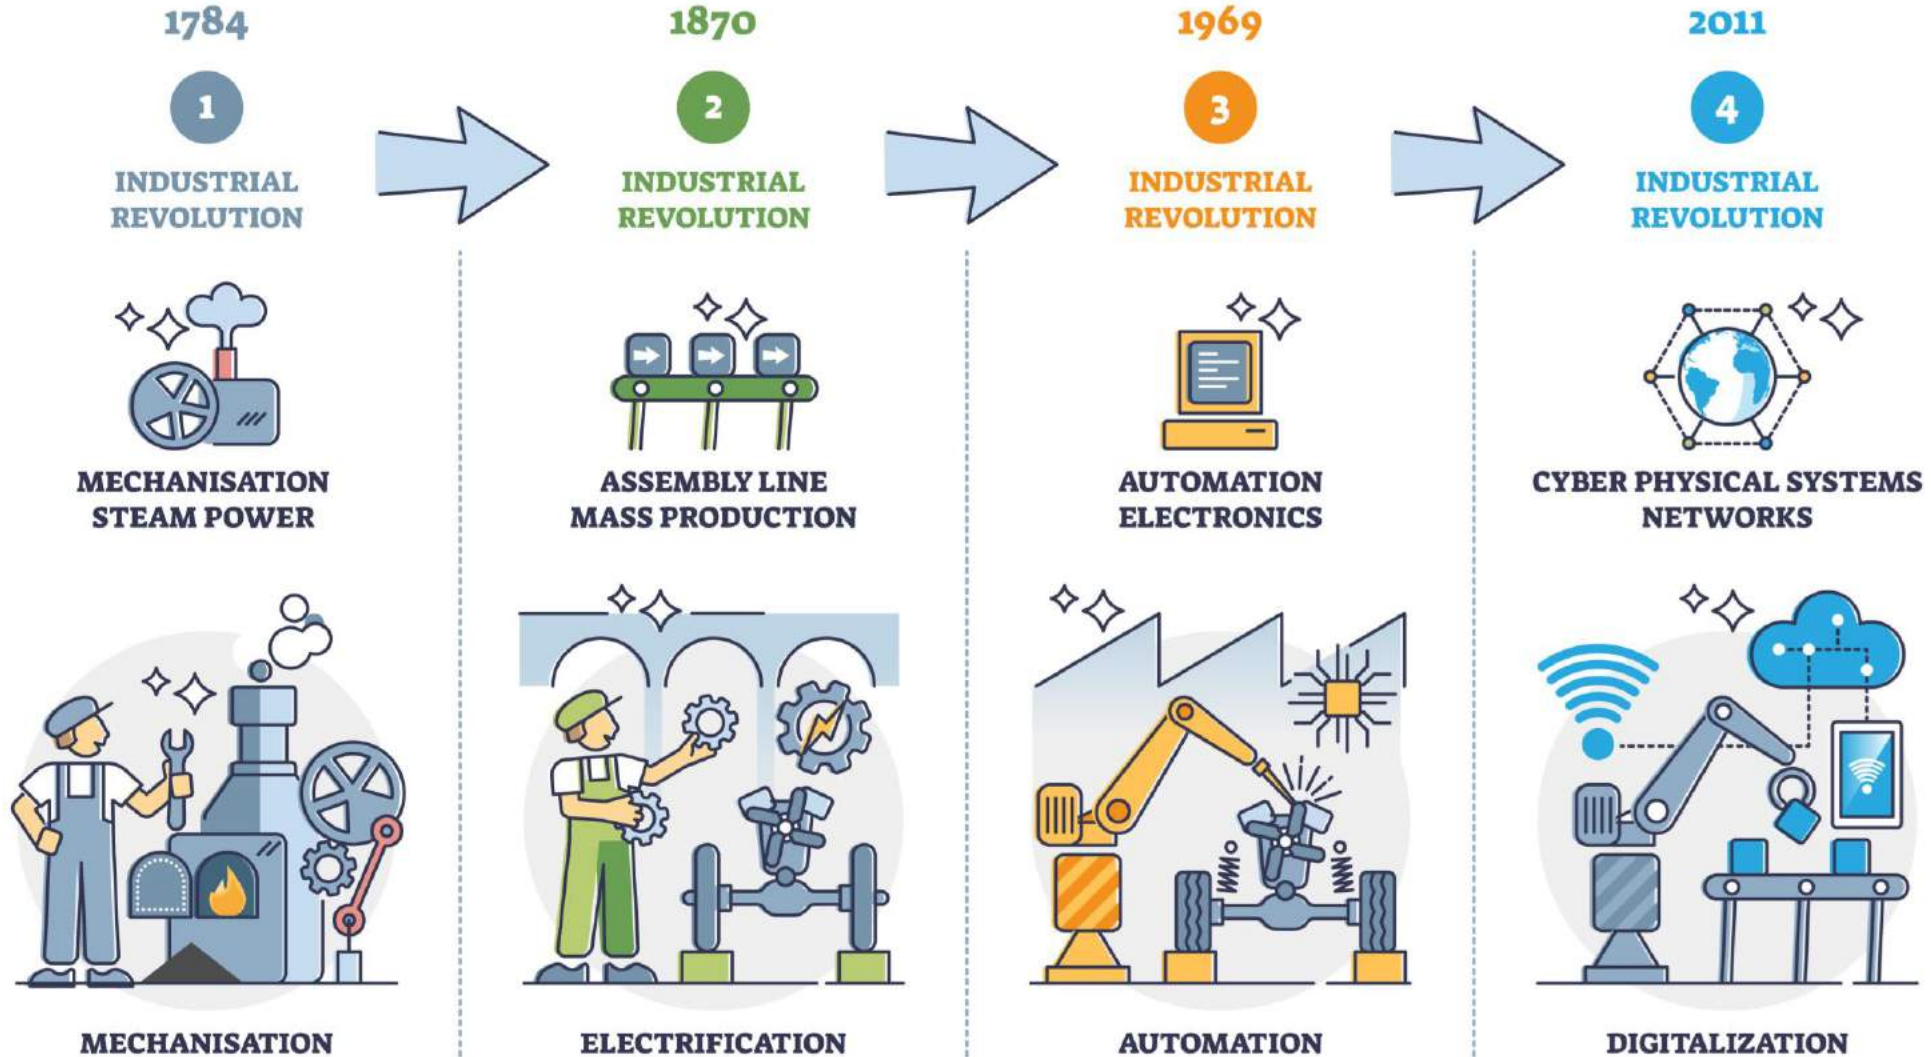 1784
1
INDUSTRIAL
REVOLUTION
MECHANISATION
STEAM POWER
MECHANISATION
1870
2
INDUSTRIAL
REVOLUTION
ASSEMBLY LINE
MASS PRODUCTION
ELECTRIFICATION
1969
3
INDUSTRIAL
REVOLUTION
AUTOMATION
ELECTRONICS
AUTOMATION
2011
4
INDUSTRIAL
REVOLUTION
CYBER PHYSICAL SYSTEMS
NETWORKS
DIGITALIZATION